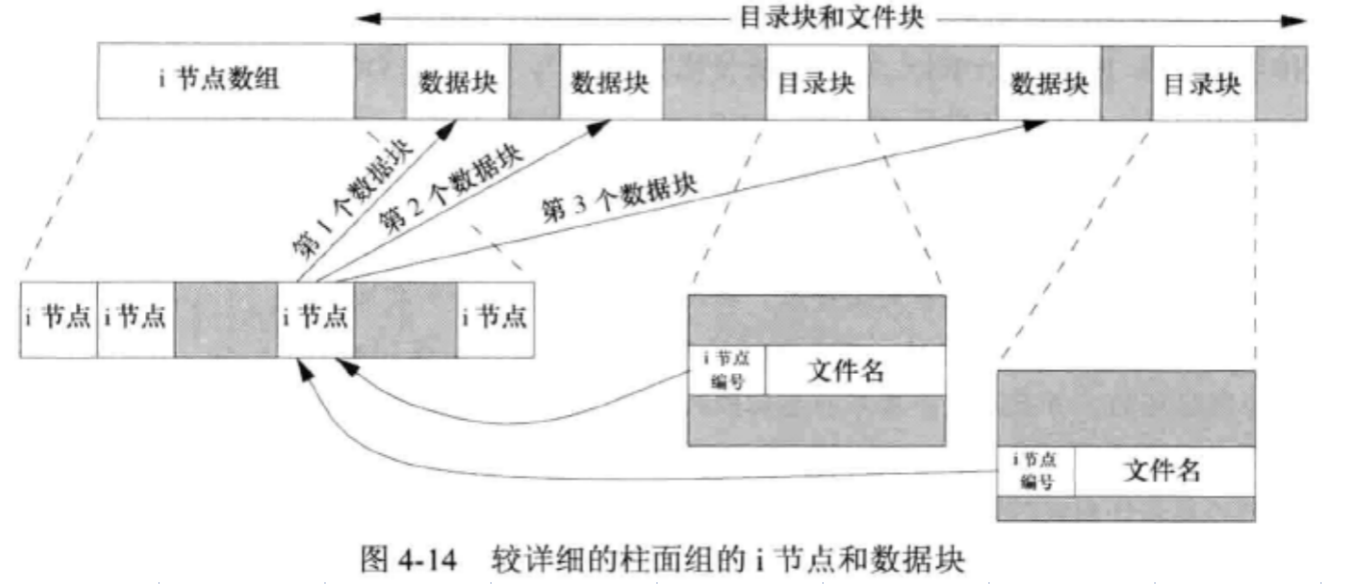 目录块和文件块
i 节点数组
数据块
数据块
目录块
数据块
目录块
第 1 个数据块
第 2 个数据块
第 3 个数据块
i 节点
i 节点
i 节点
i 节点
i 节点
编号
文件名
i 节点
编号
文件名
图 4-14 较详细的柱面组的 i 节点和数据块